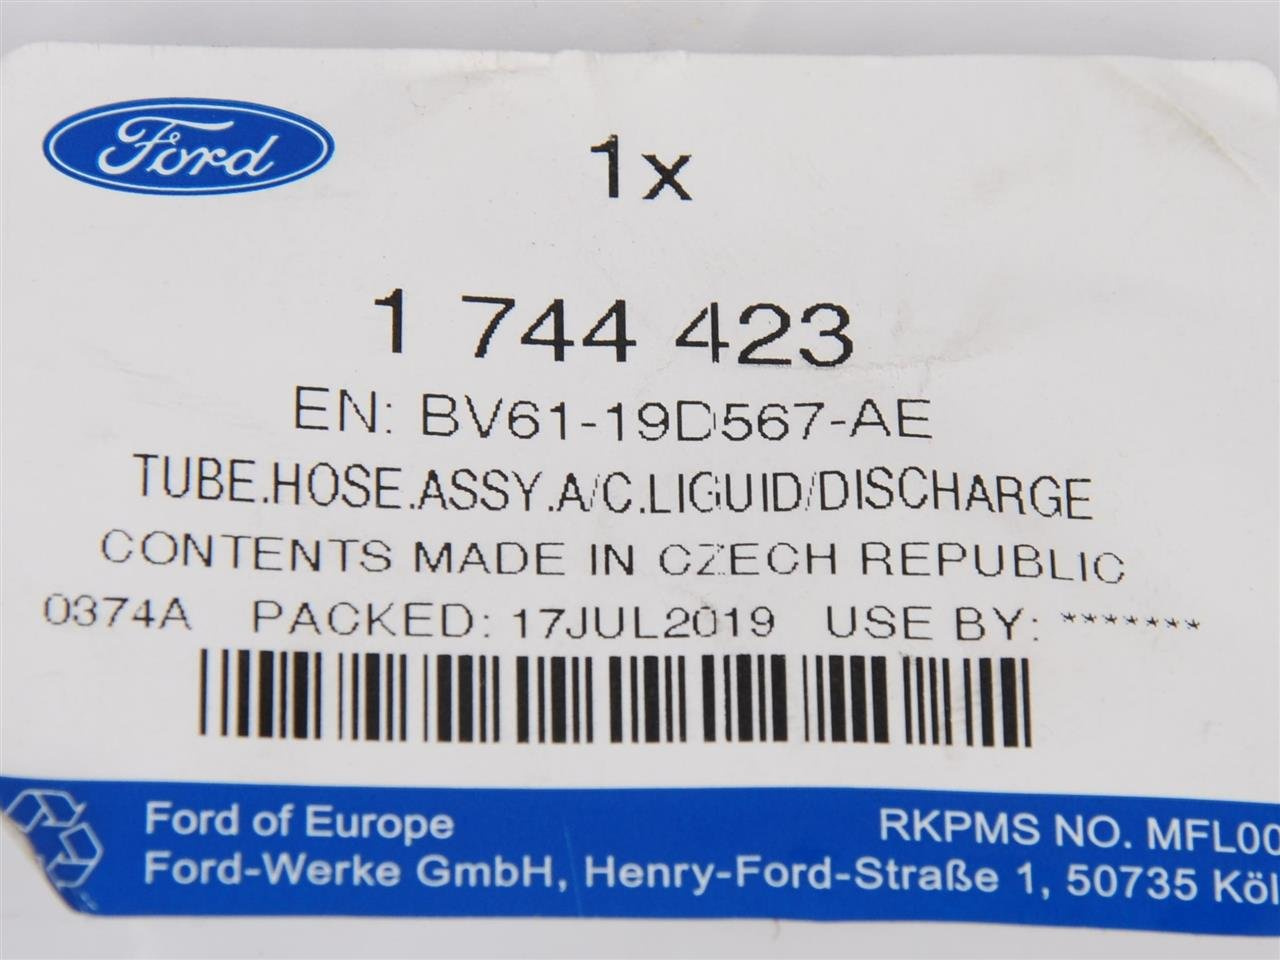 Ford
1x
1 744 423
EN: BV61-19D567-AE
TUBE.HOSE.ASSY.A/C.LIGUID/DISCHARGE
CONTENTS MADE IN CZECH REPUBLIC
0374A PACKED: 17JUL2019 USE BY: *******
Ford of Europe RKPMS NO. MFL00
Ford-Werke GmbH, Henry-Ford-Straße 1, 50735 Köl